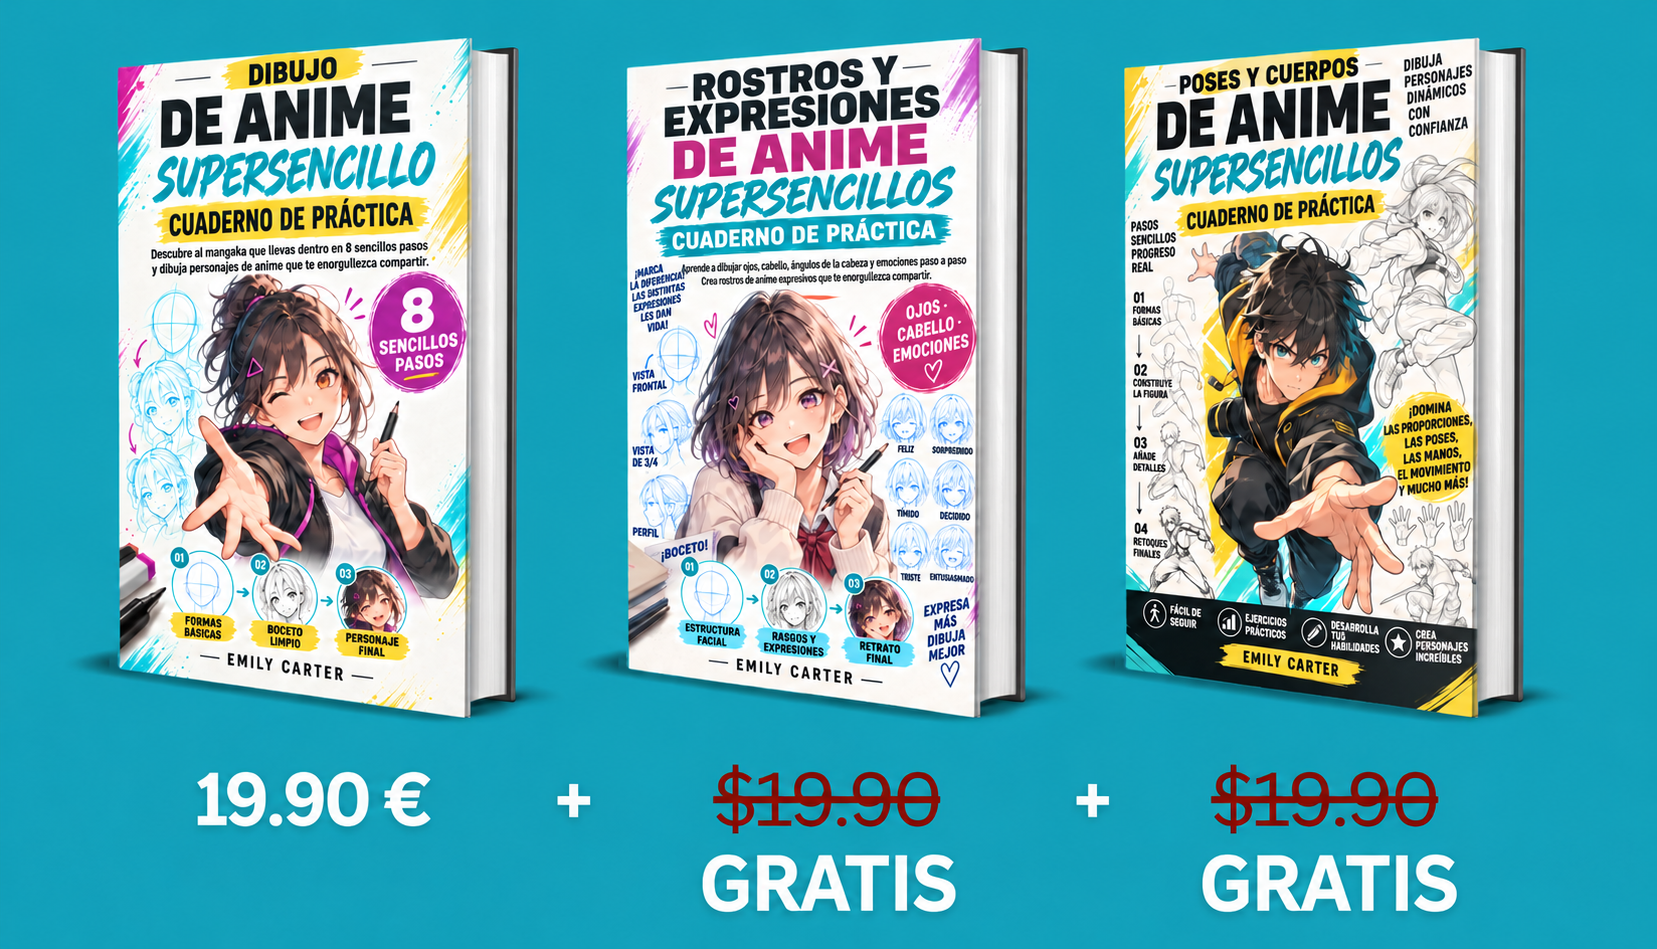 DIBUJO
DE ANIME
SUPERSENCILLO
CUADERNO DE PRÁCTICA
Descubre al mangaka que llevas dentro en 8 sencillos pasos
y dibuja personajes de anime que te enorgullezca compartir.
8
SENCILLOS
PASOS
01
02
03
FORMAS
BÁSICAS
BOCETO
LIMPIO
PERSONAJE
FINAL
EMILY CARTER
ROSTROS Y
EXPRESIONES
DE ANIME
SUPERSENCILLOS
CUADERNO DE PRÁCTICA
Aprende a dibujar ojos, cabello, ángulos de la cabeza y emociones paso a paso
Crea rostros de anime expresivos que te enorgullezca compartir.
¡MARCA
LA DIFERENCIA!
LAS DISTINTAS
EXPRESIONES
LES DAN
VIDA!
OJOS ·
CABELLO ·
EMOCIONES
VISTA
FRONTAL
VISTA
DE 3/4
PERFIL
FELIZ
SORPRENDIDO
TÍMIDO
DECIDIDO
TRISTE
ENTUSIASMADO
¡BOCETO!
01
02
03
ESTRUCTURA
FACIAL
RASGOS Y
EXPRESIONES
RETRATO
FINAL
EXPRESA
MÁS
DIBUJA
MEJOR
EMILY CARTER
POSES Y CUERPOS
DE ANIME
SUPERSENCILLOS
CUADERNO DE PRÁCTICA
DIBUJA
PERSONAJES
DINÁMICOS
CON
CONFIANZA
PASOS
SENCILLOS
PROGRESO
REAL
01
FORMAS
BÁSICAS
02
CONSTRUYE
LA FIGURA
03
AÑADE
DETALLES
04
RETOQUES
FINALES
¡DOMINA
LAS PROPORCIONES,
LAS POSES,
LAS MANOS,
EL MOVIMIENTO
Y MUCHO MÁS!
FÁCIL DE
SEGUIR
EJERCICIOS
PRÁCTICOS
DESARROLLA
TUS
HABILIDADES
CREA
PERSONAJES
INCREÍBLES
EMILY CARTER
19.90 € + $19.90 + $19.90
GRATIS GRATIS